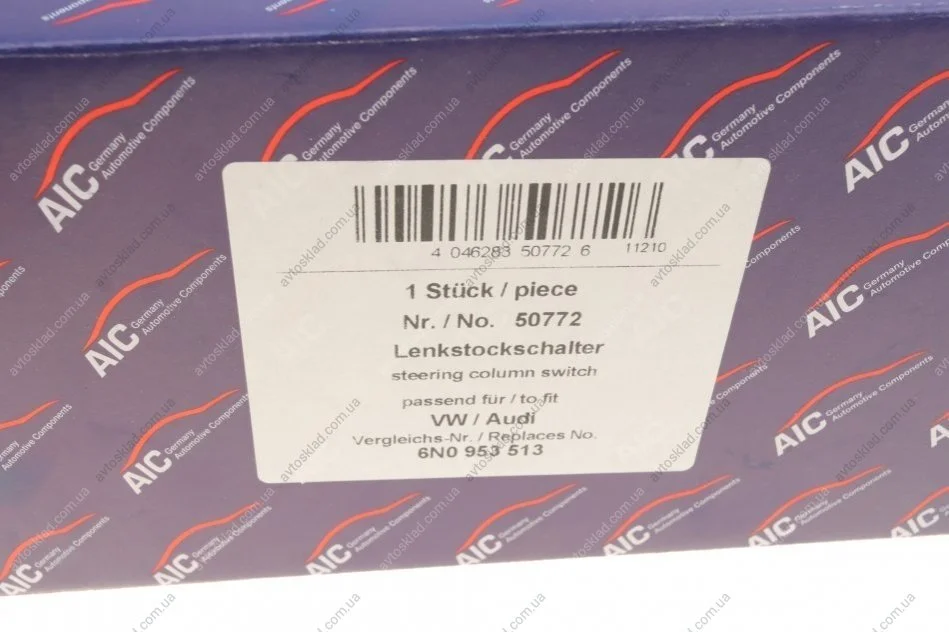 4 046283 50772 6 11210
1 Stück / piece
Nr. / No. 50772
Lenkstockschalter
steering column switch
passend für / to fit
VW / Audi
Vergleichs-Nr. / Replaces No.
6N0 953 513
AIC Germany
Automotive Components
avtosklad.com.ua